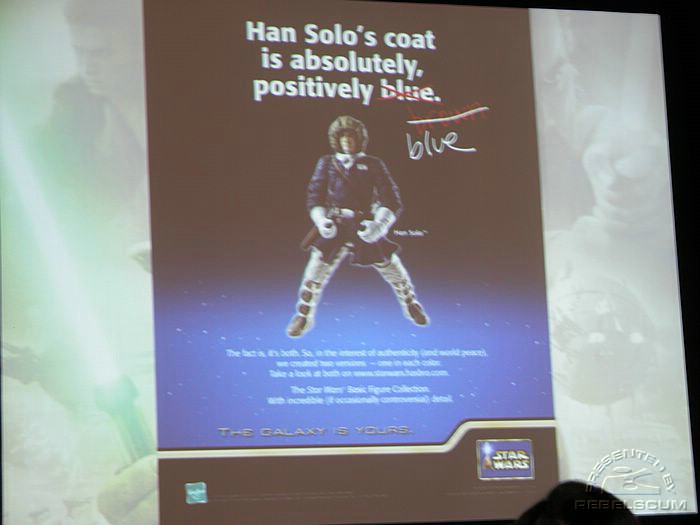 Han Solo's coat
is absolutely,
positively blue.
brown
blue
Han Solo™
The fact is, it's both. So, in the interest of authenticity (and world peace),
we created two versions — one in each color.
Take a look at both on www.starwars.hasbro.com.
The Star Wars® Basic Figure Collection.
With incredible (if occasionally controversial) detail.
THE GALAXY IS YOURS.
STAR
WARS
PRESENTED BY
REBELSCUM